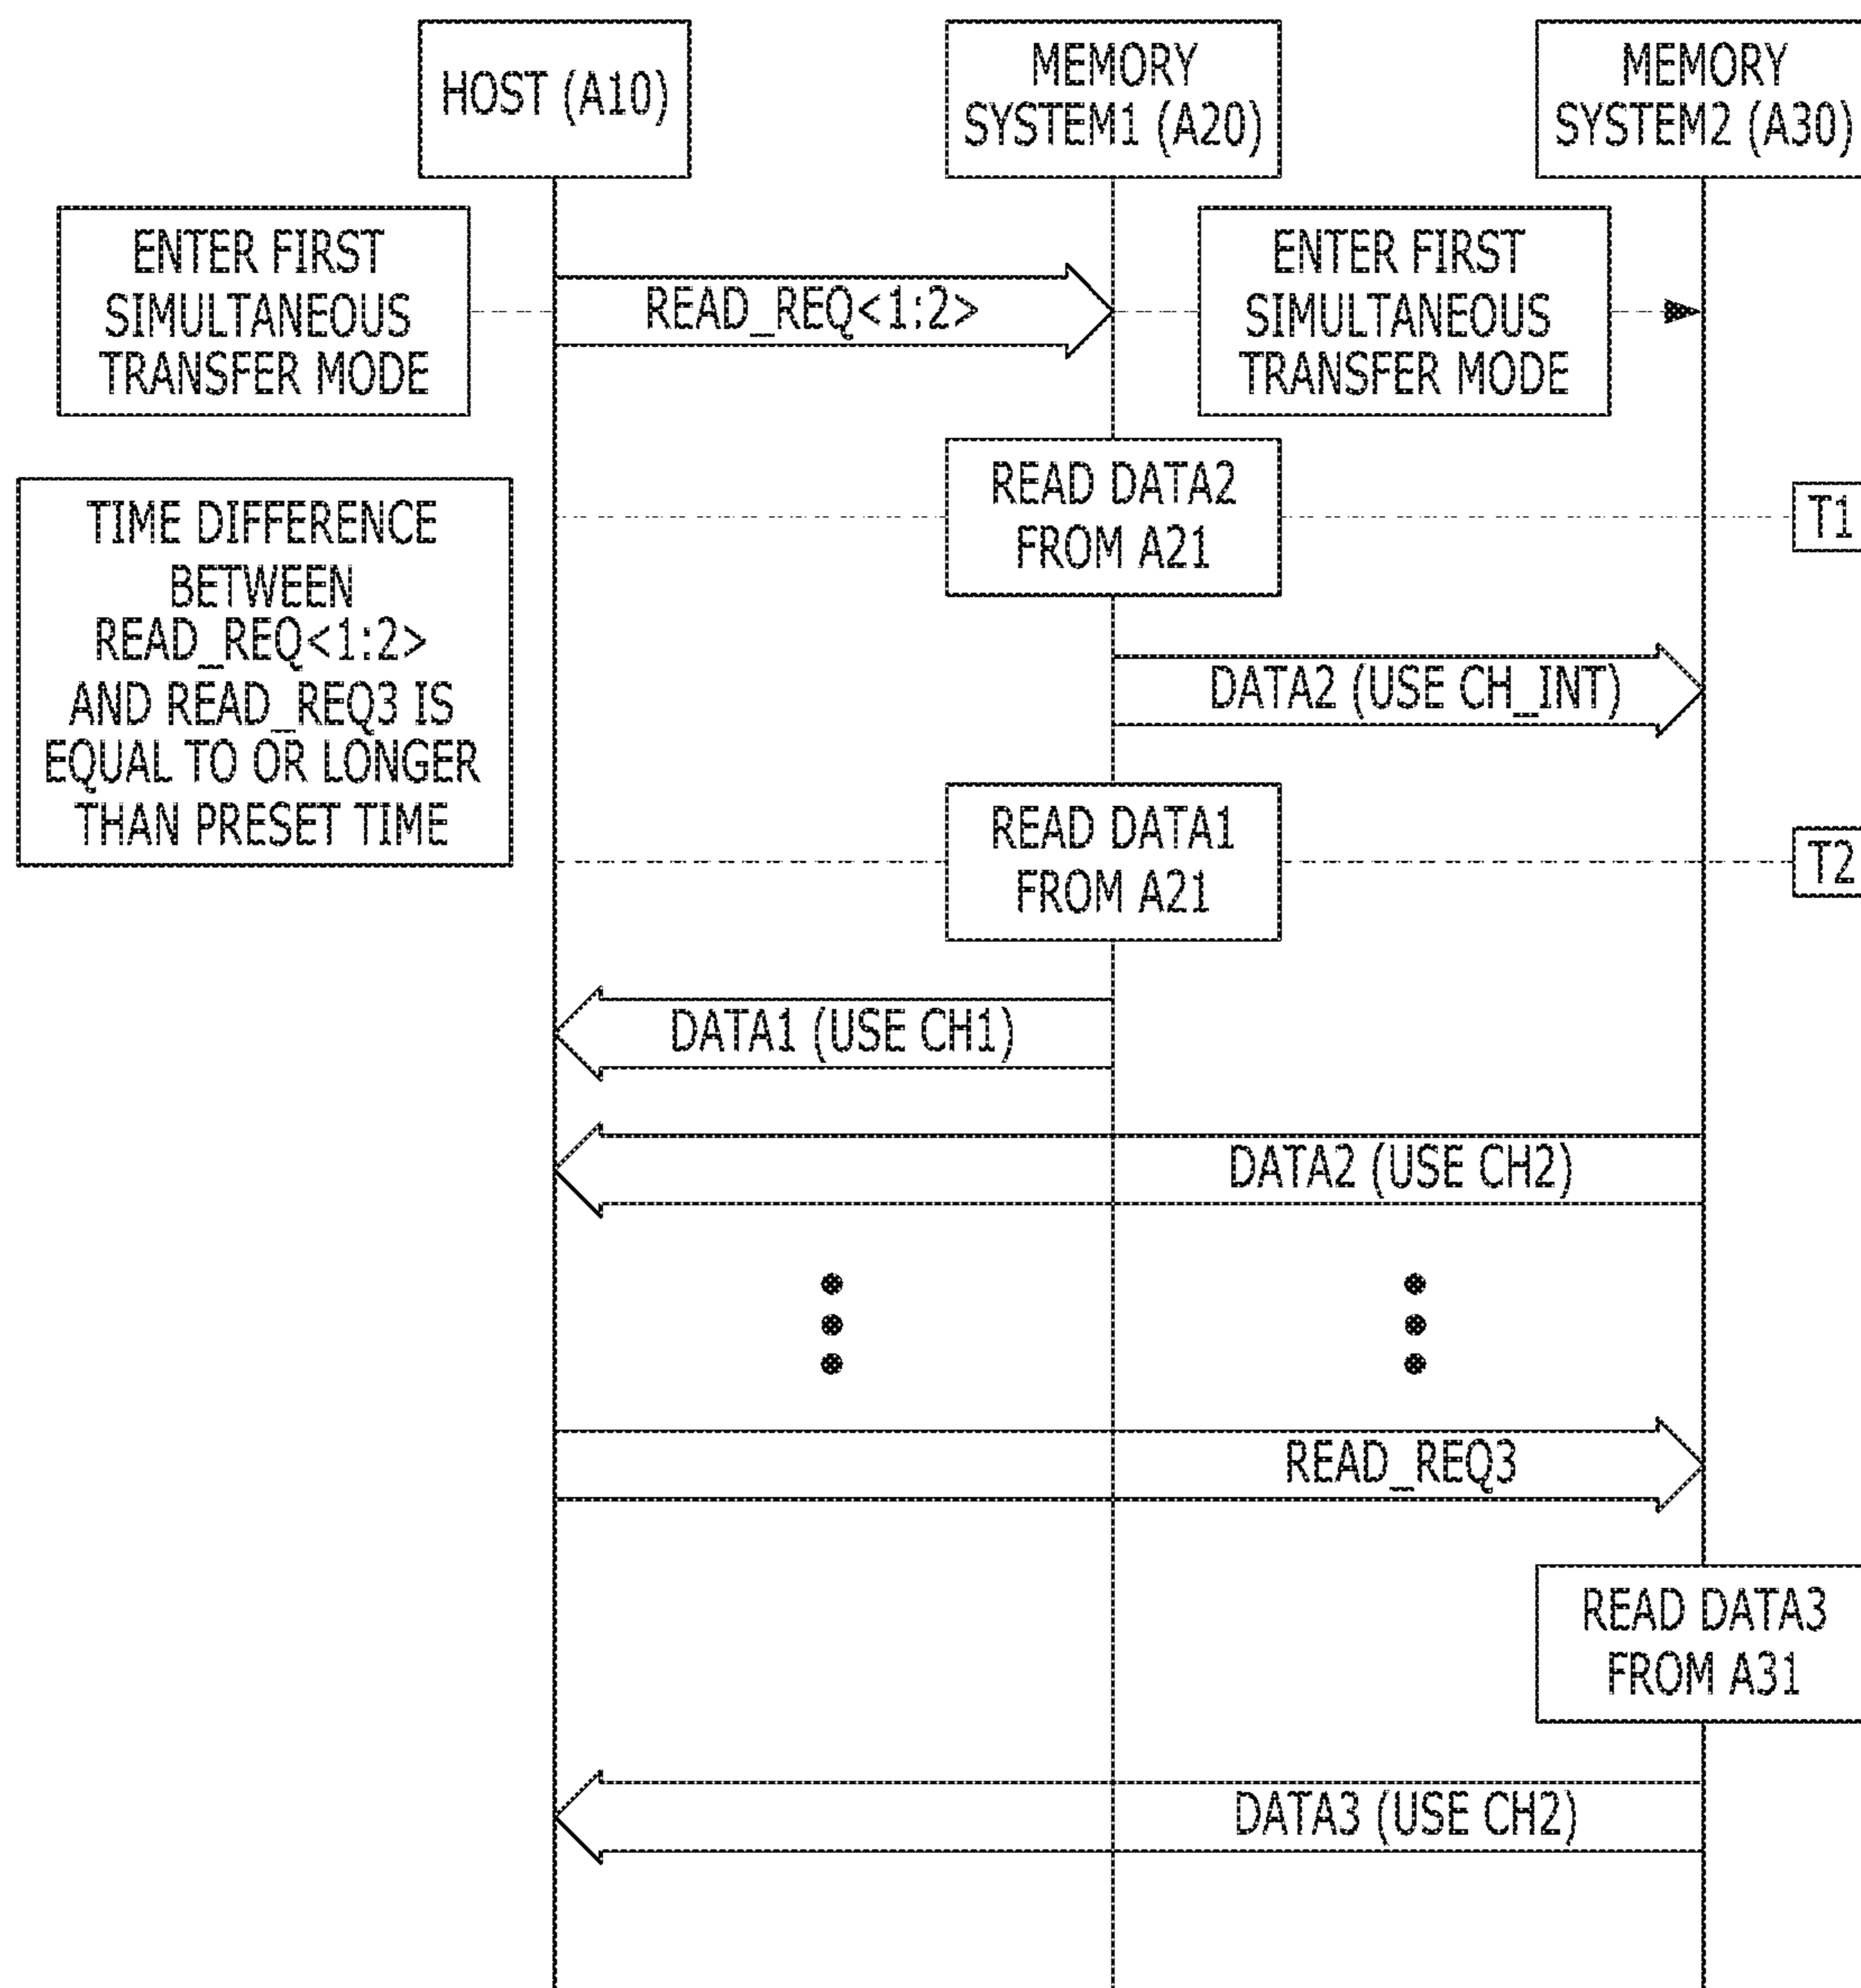 HOST (A10)
MEMORY
SYSTEM1 (A20)
MEMORY
SYSTEM2 (A30)
ENTER FIRST
SIMULTANEOUS
TRANSFER MODE
READ_REQ<1:2>
ENTER FIRST
SIMULTANEOUS
TRANSFER MODE
READ DATA2
FROM A21
T1
TIME DIFFERENCE
BETWEEN
READ_REQ<1:2>
AND READ_REQ3 IS
EQUAL TO OR LONGER
THAN PRESET TIME
DATA2 (USE CH_INT)
READ DATA1
FROM A21
T2
DATA1 (USE CH1)
DATA2 (USE CH2)
READ_REQ3
READ DATA3
FROM A31
DATA3 (USE CH2)